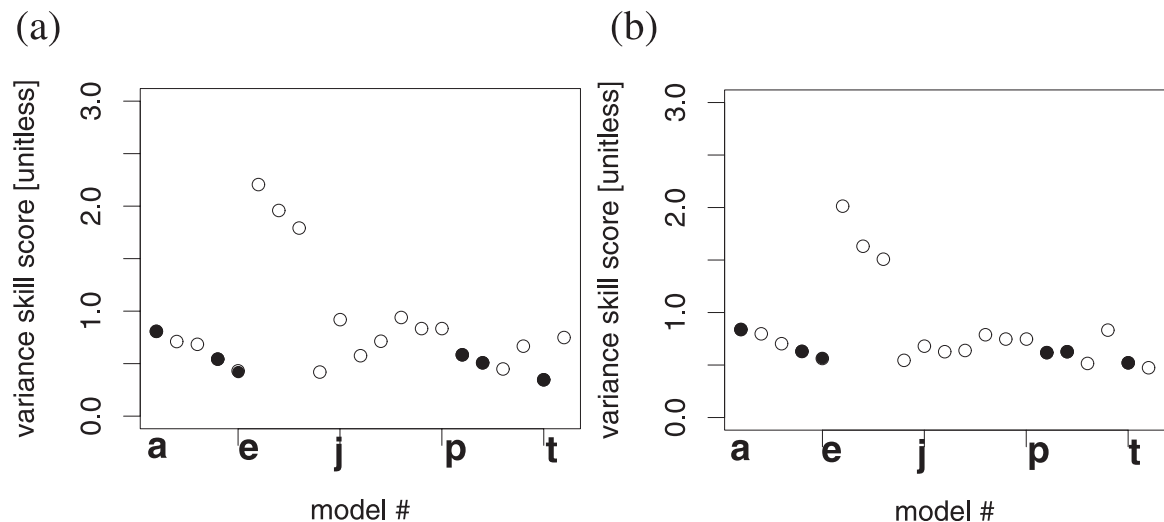 (a)
variance skill score [unitless]
3.0
2.0
1.0
0.0
a e j p t
model #
(b)
variance skill score [unitless]
3.0
2.0
1.0
0.0
a e j p t
model #